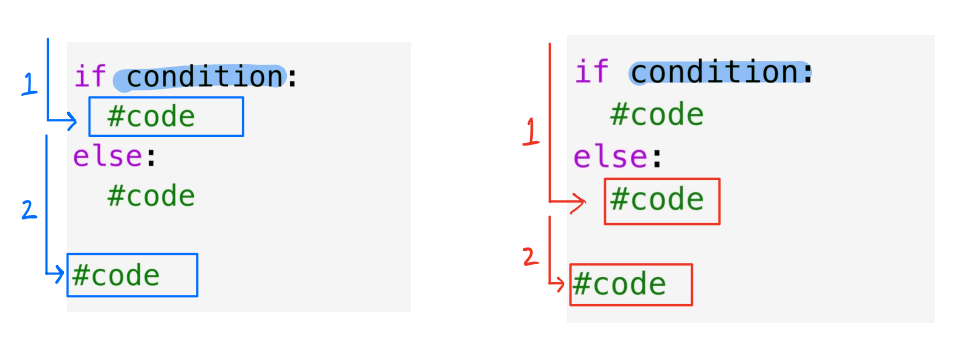 1
if condition:
#code
else:
2
#code
#code
if condition:
#code
1
else:
#code
2
#code